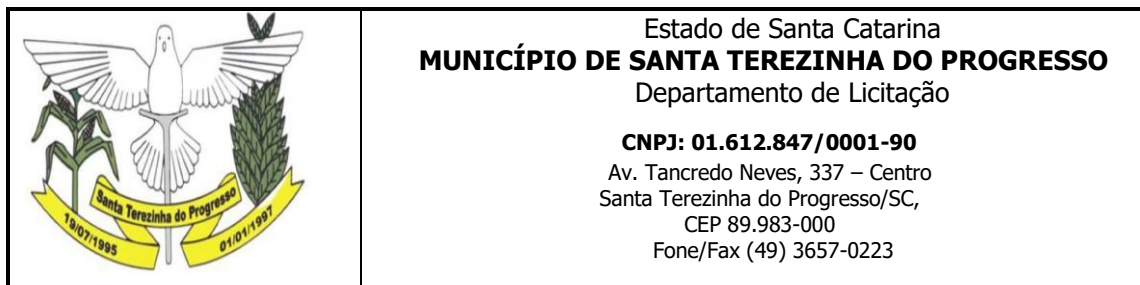 Santa Terezinha do Progresso
19/07/1995
01/01/1997
Estado de Santa Catarina
MUNICÍPIO DE SANTA TEREZINHA DO PROGRESSO
Departamento de Licitação
CNPJ: 01.612.847/0001-90
Av. Tancredo Neves, 337 – Centro
Santa Terezinha do Progresso/SC,
CEP 89.983-000
Fone/Fax (49) 3657-0223